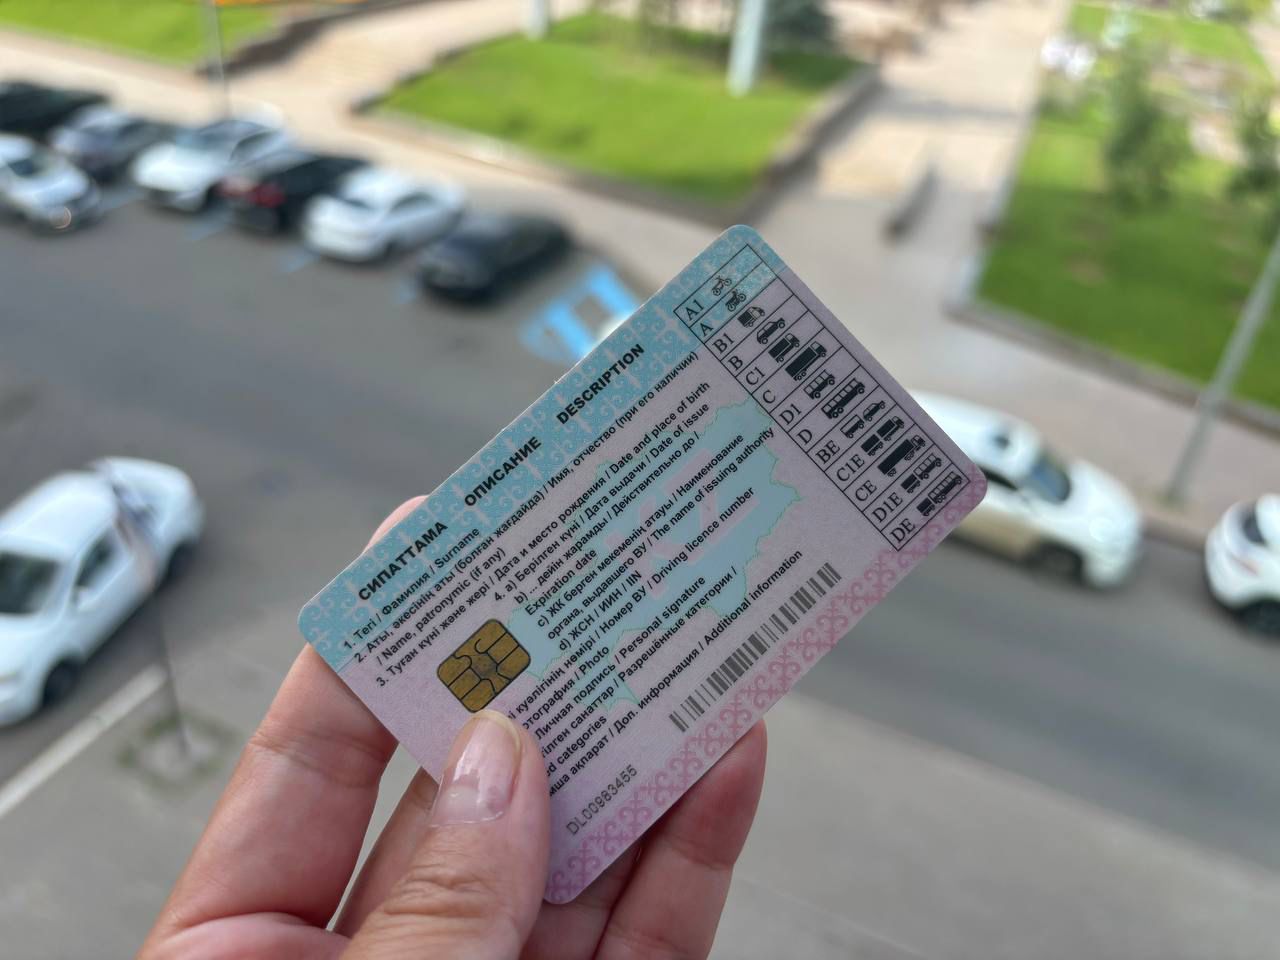 СИПАТТАМА ОПИСАНИЕ DESCRIPTION
1. Тегі / Фамилия / Surname
2. Аты, әкесінің аты (болған жағдайда) / Имя, отчество (при его наличии)
/ Name, patronymic (if any)
3. Туған күні және жері / Дата и место рождения / Date and place of birth
4. a) Берілген күні / Дата выдачи / Date of issue
b) ... дейін жарамды / Действительно до /
Expiration date
c) ЖК берген мекеменің атауы / Наименование
органа, выдавшего ВУ / The name of issuing authority
d) ЖСН / ИИН / IIN
куәлігінің нөмірі / Номер ВУ / Driving licence number
/ Photo
Личная подпись / Personal signature
санаттар / Разрешённые категории /
categories
ақпарат / Доп. информация / Additional information
DL00983455
A1
A
B1
B
C1
C
D1
D
BE
C1E
CE
D1E
DE